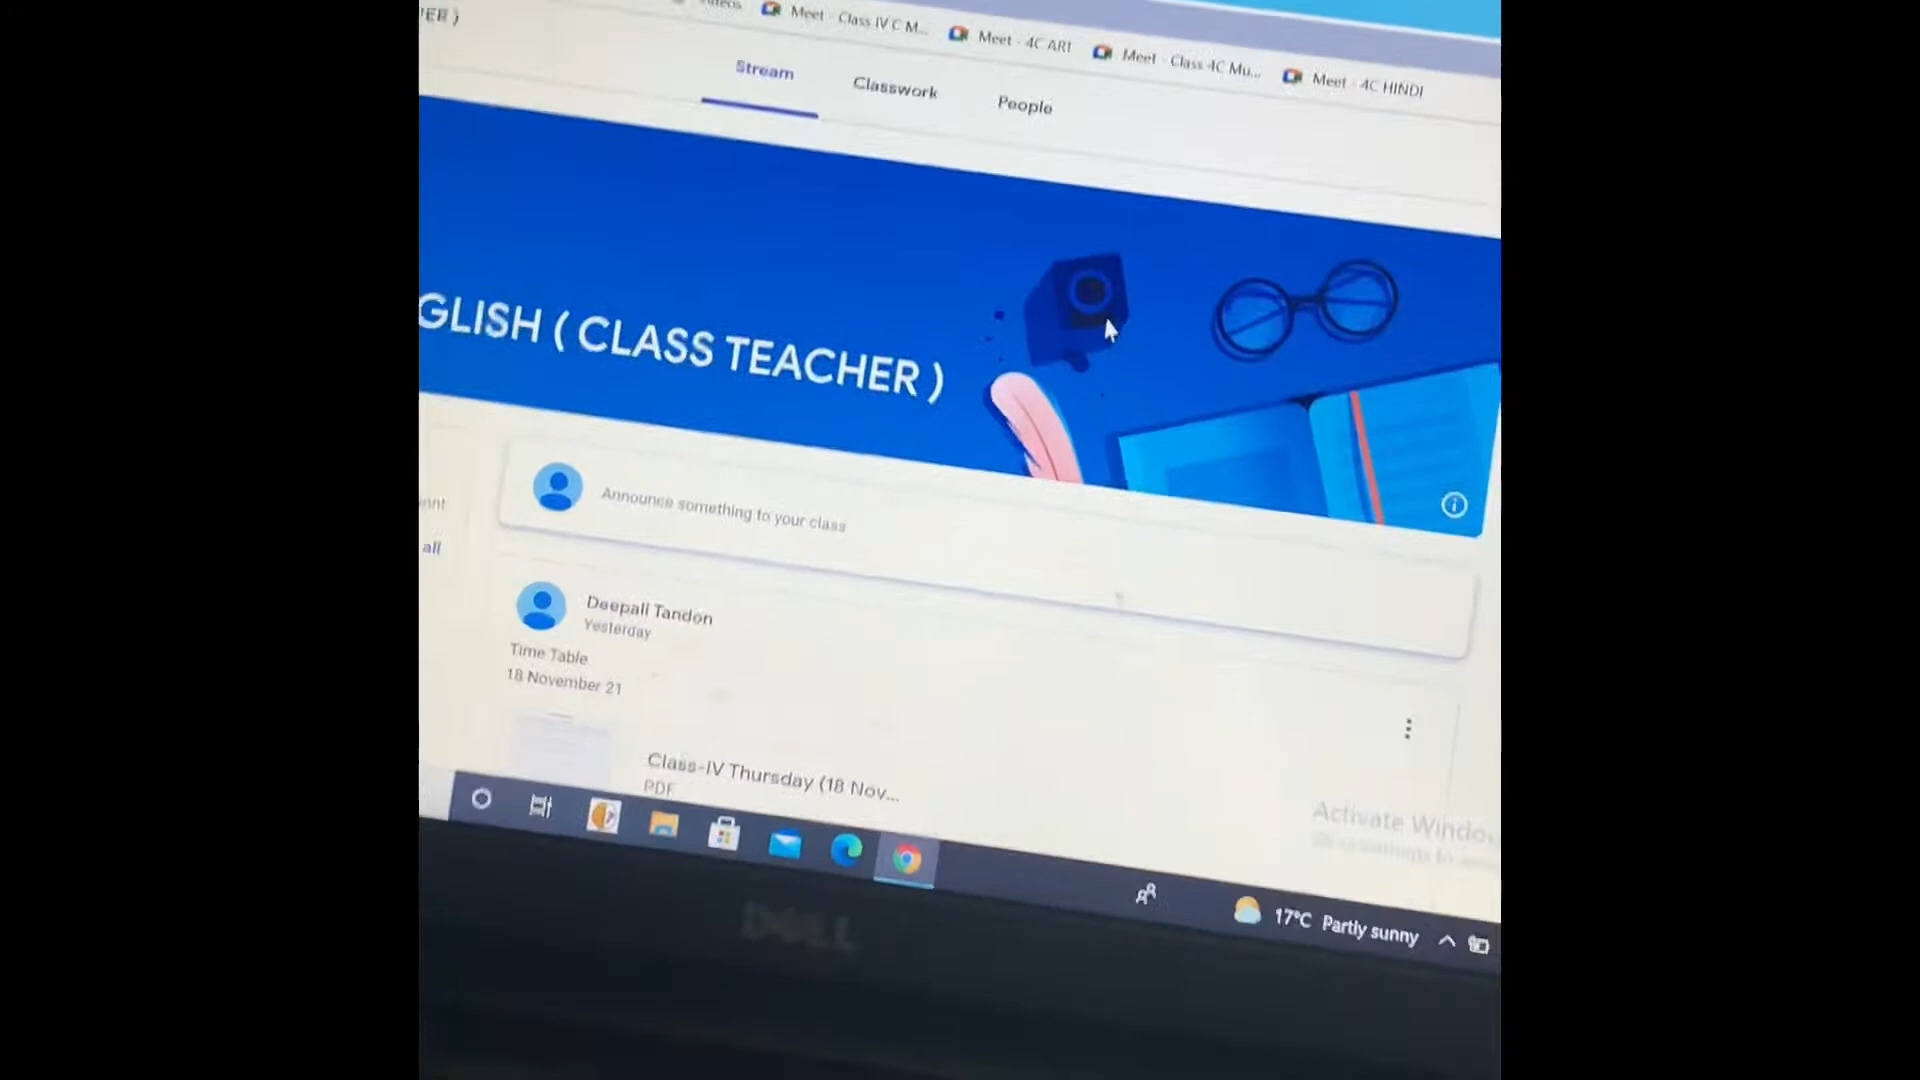 Meet - Class IV C M...
Meet - 4C ART
Meet - Class 4C Mu...
Meet - 4C HINDI
Stream
Classwork
People
GLISH ( CLASS TEACHER )
Announce something to your class
all
Deepali Tandon
Yesterday
Time Table
18 November 21
Class-IV Thursday (18 Nov...
PDF
Activate Windo
17°C Partly sunny
DELL